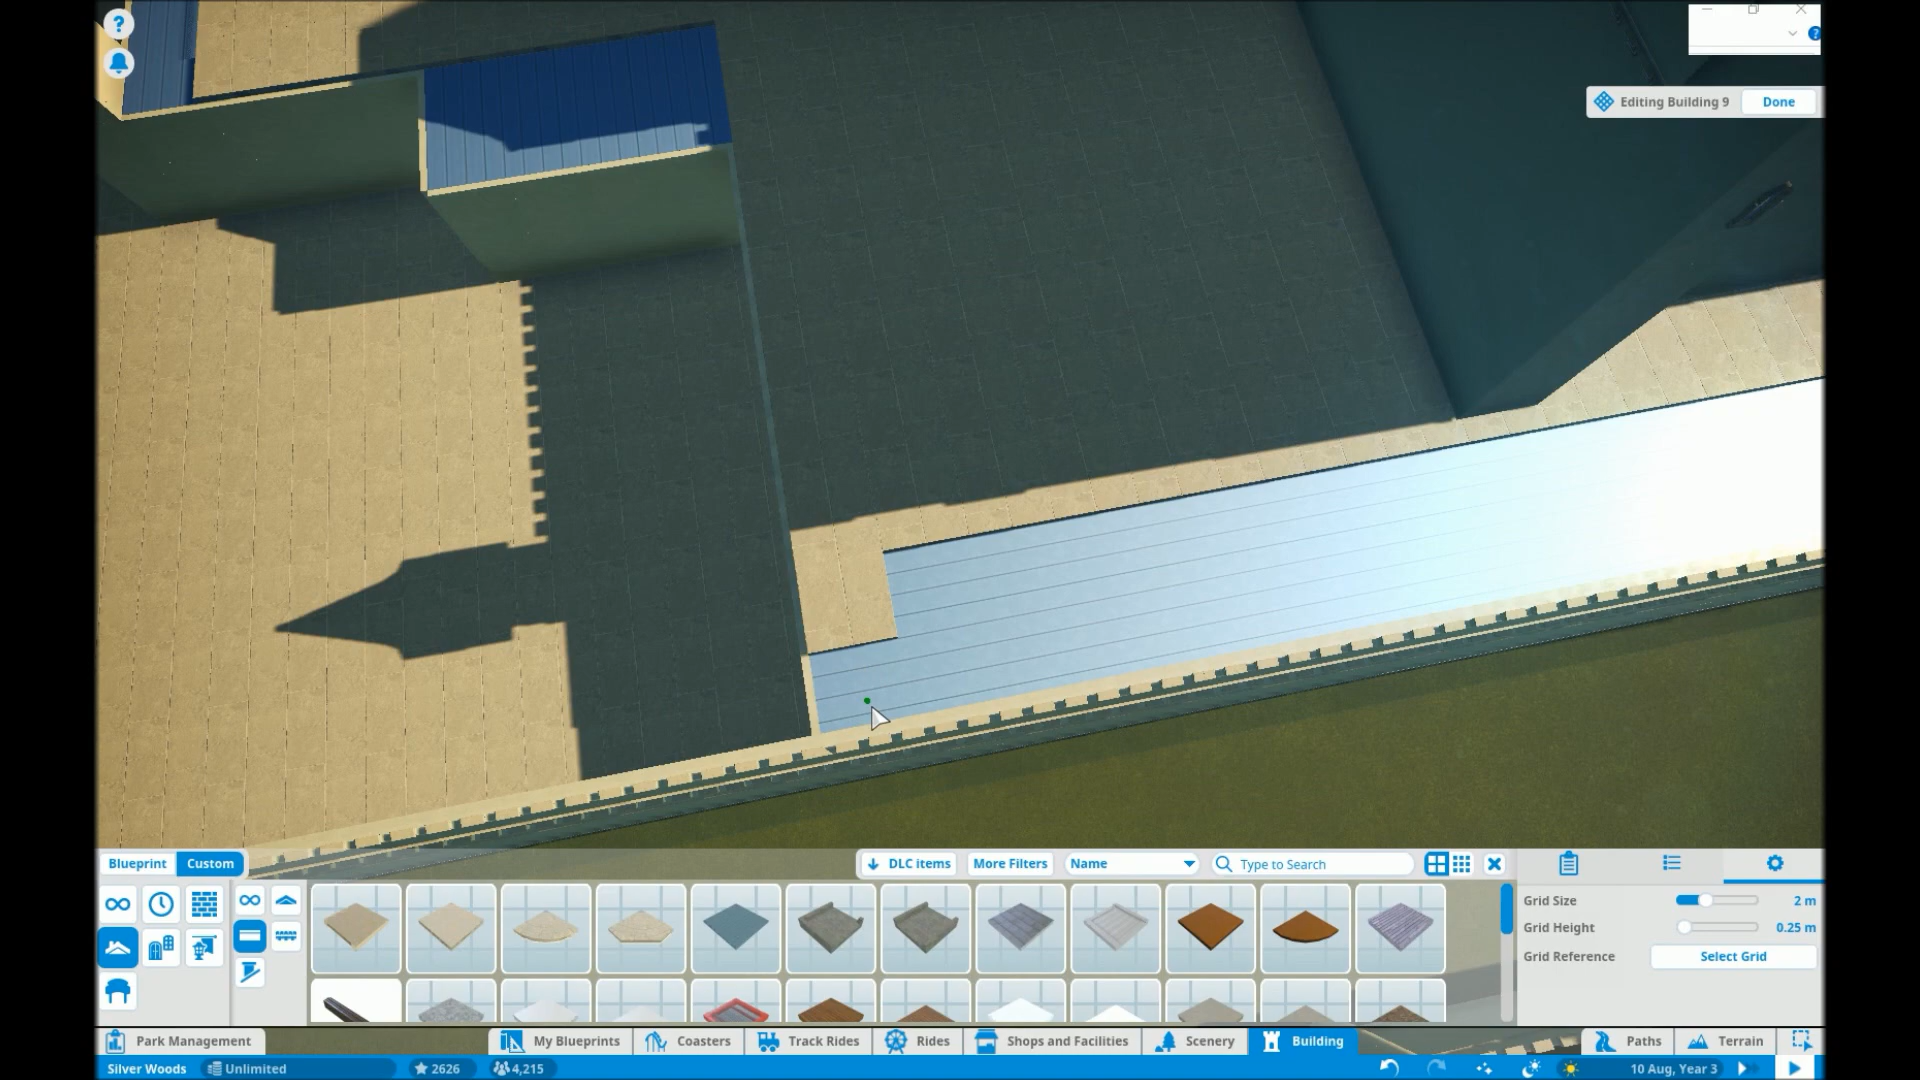 ?
?
Editing Building 9 Done
Blueprint Custom DLC items More Filters Name Type to Search
Grid Size 2 m
Grid Height 0.25 m
Grid Reference Select Grid
Park Management My Blueprints Coasters Track Rides Rides Shops and Facilities Scenery Building Paths Terrain
Silver Woods Unlimited 2626 4,215 10 Aug, Year 3